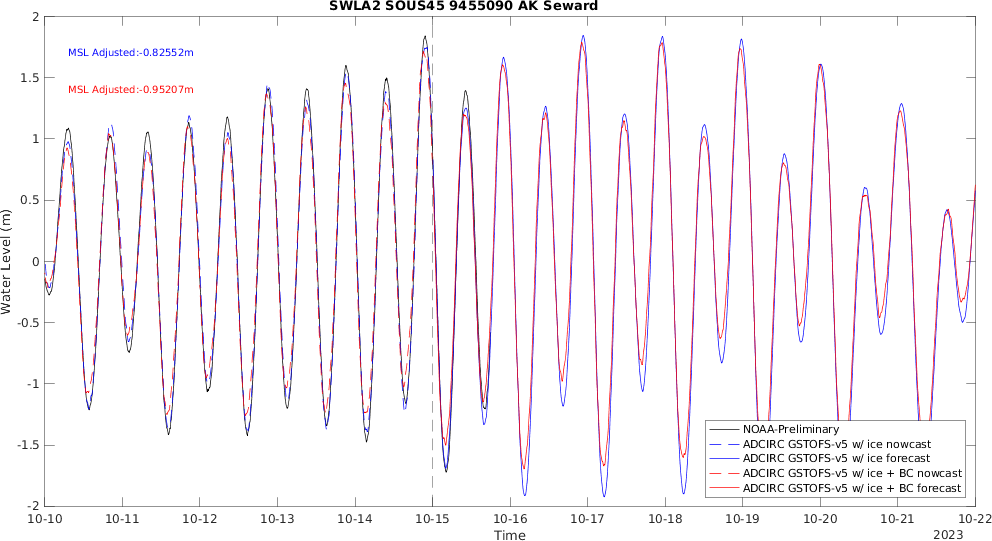 SWLA2 SOUS45 9455090 AK Seward
MSL Adjusted:-0.82552m
MSL Adjusted:-0.95207m
2
1.5
1
0.5
0
-0.5
-1
-1.5
-2
Water Level (m)
NOAA-Preliminary
ADCIRC GSTOFS-v5 w/ ice nowcast
ADCIRC GSTOFS-v5 w/ ice forecast
ADCIRC GSTOFS-v5 w/ice + BC nowcast
ADCIRC GSTOFS-v5 w/ice + BC forecast
10-10 10-11 10-12 10-13 10-14 10-15 10-16 10-17 10-18 10-19 10-20 10-21 10-22
Time
2023